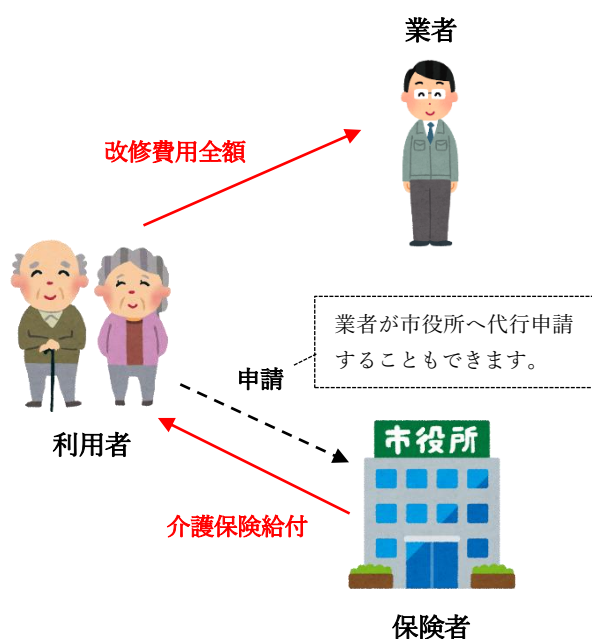 業者
改修費用全額
業者が市役所へ代行申請
することもできます。
申請
利用者
市役所
介護保険給付
保険者